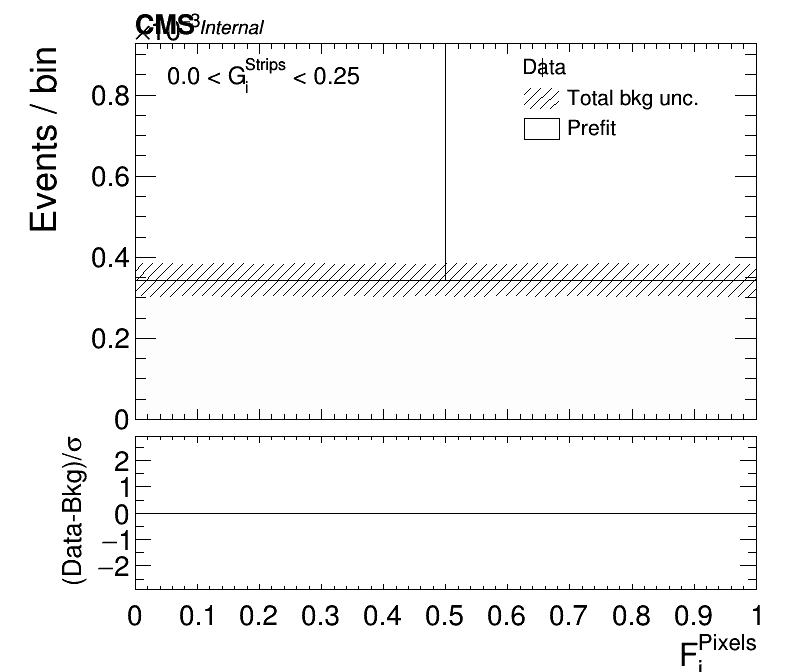 CMS Internal
×10⁻³
Events / bin
0.0 < G_i^Strips < 0.25
Data
Total bkg unc.
Prefit
0.8
0.6
0.4
0.2
0
(Data-Bkg)/σ
2
1
0
−1
−2
0 0.1 0.2 0.3 0.4 0.5 0.6 0.7 0.8 0.9 1
F_i^Pixels